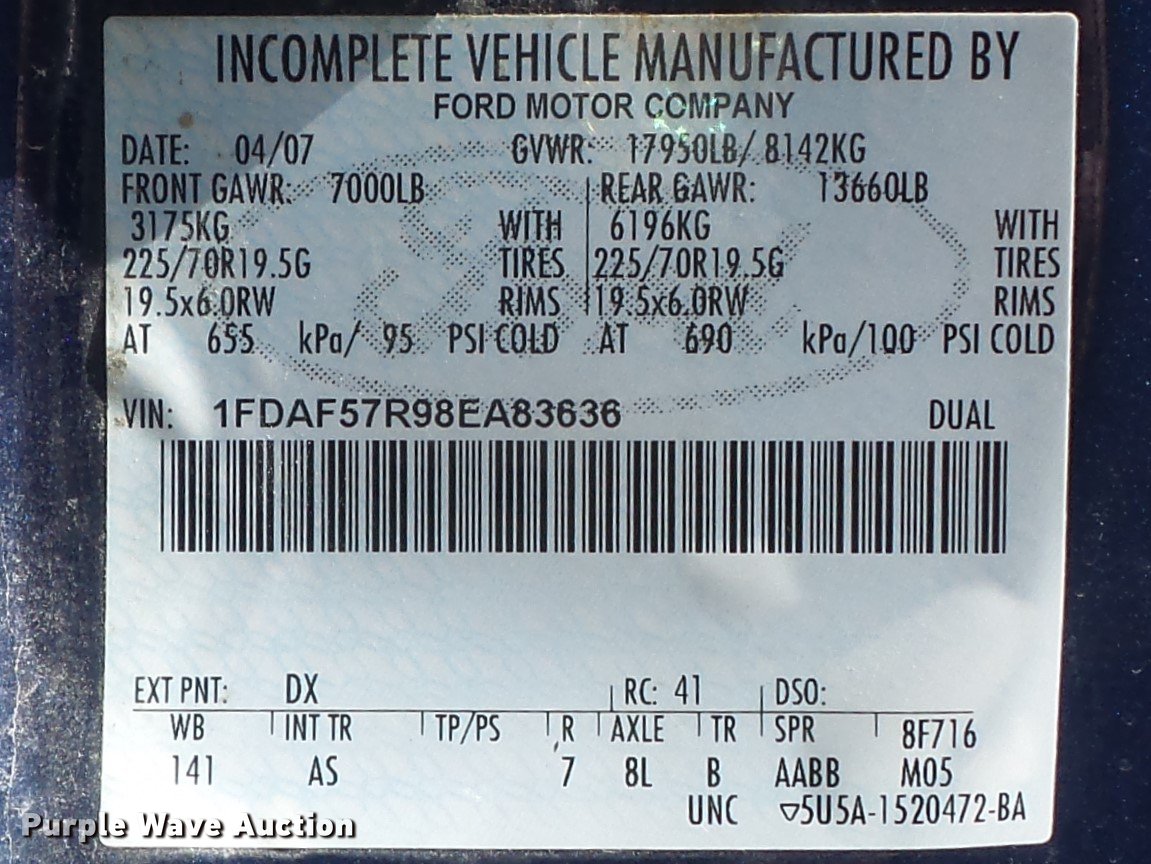 INCOMPLETE VEHICLE MANUFACTURED BY
FORD MOTOR COMPANY
DATE: 04/07 GVWR: 17950LB/ 8142KG
FRONT GAWR: 7000LB REAR GAWR: 13660LB
3175KG WITH 6196KG WITH
225/70R19.5G TIRES 225/70R19.5G TIRES
19.5x6.0RW RIMS 19.5x6.0RW RIMS
AT 655 kPa/ 95 PSI COLD AT 690 kPa/100 PSI COLD
VIN: 1FDAF57R98EA83636 DUAL
EXT PNT: DX RC: 41 DSO:
WB INT TR TP/PS R AXLE TR SPR 8F716
141 AS 7 8L B AABB M05
UNC ▽5U5A-1520472-BA
Purple Wave Auction